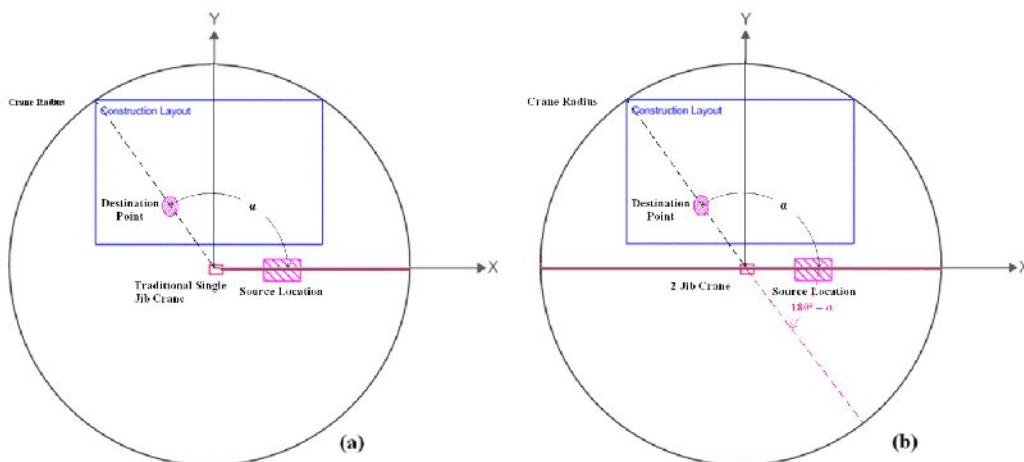 Y
Crane Radius
Construction Layout
Destination
Point
α
X
Traditional Single
Jib Crane
Source Location
(a)
Y
Crane Radius
Construction Layout
Destination
Point
α
X
2 Jib Crane
Source Location
180° – α
(b)